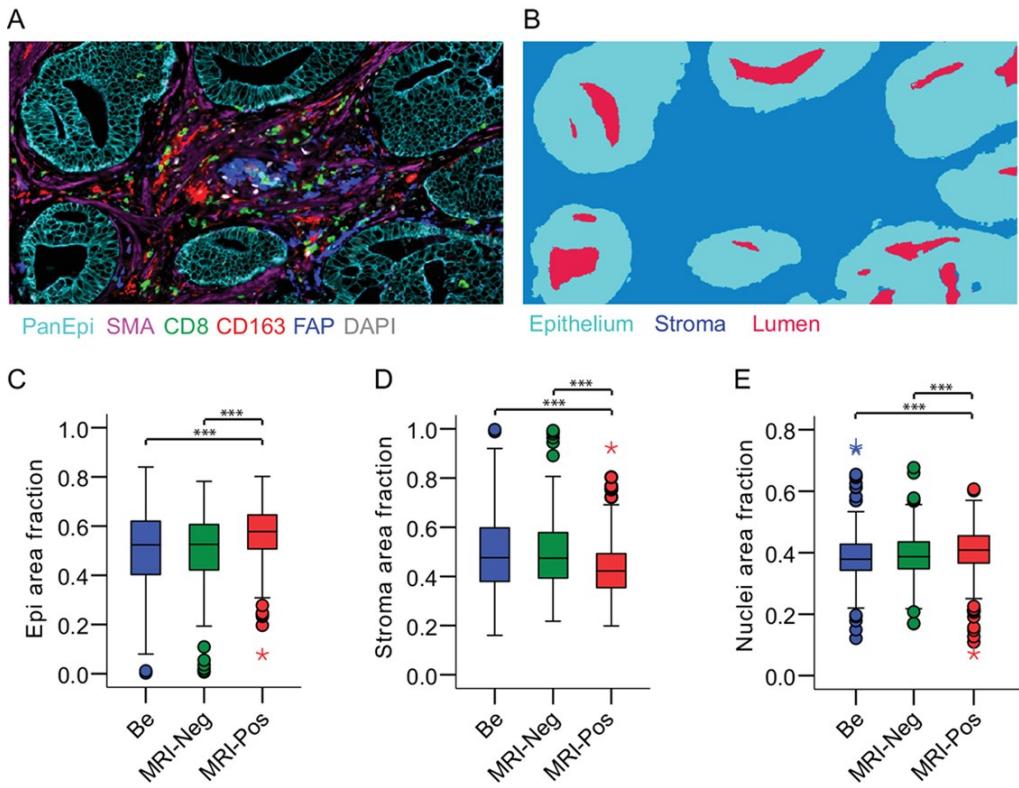 A
B
PanEpi SMA CD8 CD163 FAP DAPI
Epithelium Stroma Lumen
C
D
E
***
***
***
***
***
***
Epi area fraction
1.0
0.8
0.6
0.4
0.2
0.0
Be
MRI-Neg
MRI-Pos
Stroma area fraction
1.0
0.8
0.6
0.4
0.2
0.0
Be
MRI-Neg
MRI-Pos
Nuclei area fraction
0.8
0.6
0.4
0.2
0.0
Be
MRI-Neg
MRI-Pos